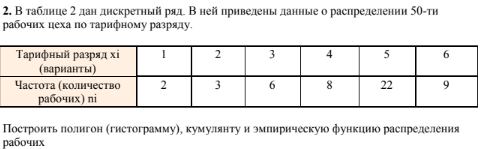 2. В таблице 2 дан дискретный ряд. В ней приведены данные о распределении 50-ти
рабочих цеха по тарифному разряду.
Тарифный разряд xi 1 2 3 4 5 6
(варианты)
Частота (количество 2 3 6 8 22 9
рабочих) ni
Построить полигон (гистограмму), кумулянту и эмпирическую функцию распределения
рабочих